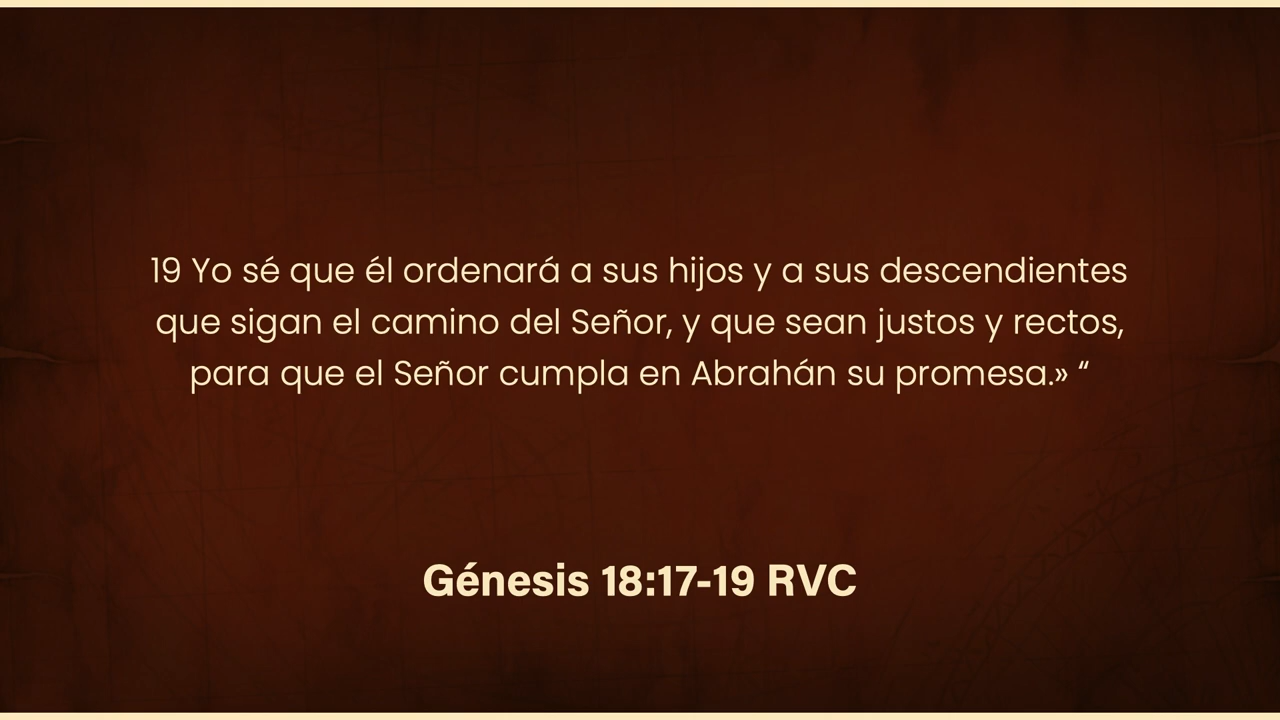 19 Yo sé que él ordenará a sus hijos y a sus descendientes
que sigan el camino del Señor, y que sean justos y rectos,
para que el Señor cumpla en Abrahán su promesa.» “
Génesis 18:17-19 RVC